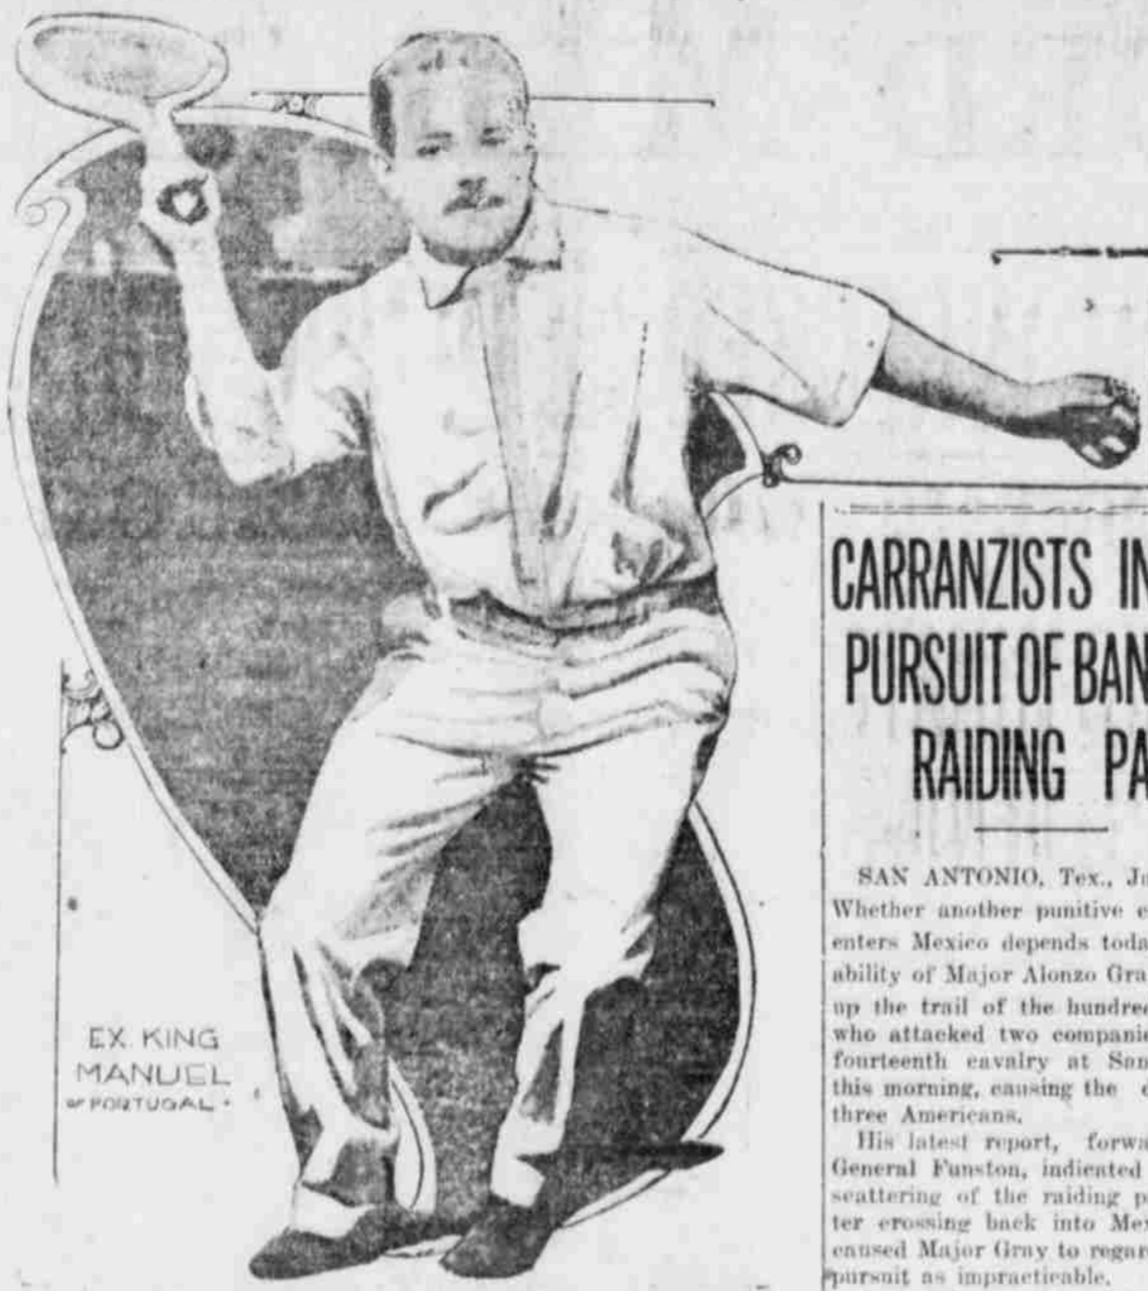 EX. KING
MANUEL
OF PORTUGAL.
CARRANZISTS IN
PURSUIT OF BAN
RAIDING PA
SAN ANTONIO, Tex., Ju
Whether another punitive e
enters Mexico depends toda
ability of Major Alonzo Gra
up the trail of the hundred
who attacked two companie
fourteenth cavalry at San
this morning, causing the
three Americans.
His latest report, forwa
General Funston, indicated
scattering of the raiding p
ter crossing back into Mex
caused Major Gray to regar
pursuit as impracticable.